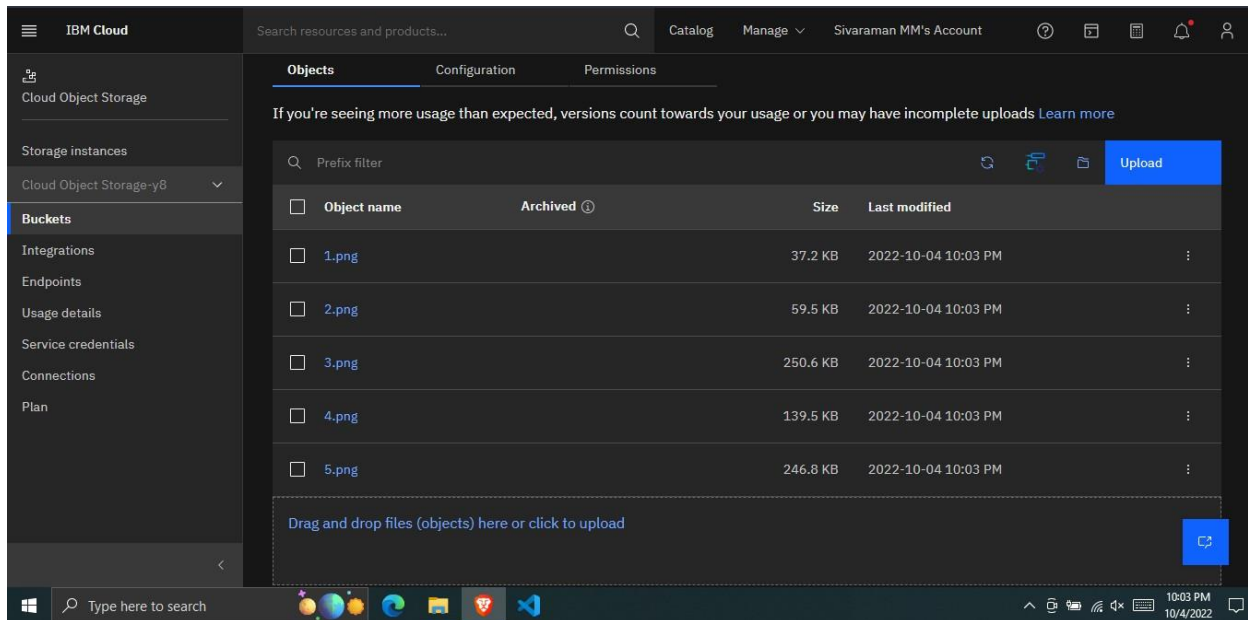 IBM Cloud
Search resources and products...
Catalog
Manage
Sivaraman MM's Account
Cloud Object Storage
Storage instances
Cloud Object Storage-y8
Buckets
Integrations
Endpoints
Usage details
Service credentials
Connections
Plan
Objects Configuration Permissions
If you're seeing more usage than expected, versions count towards your usage or you may have incomplete uploads Learn more
Prefix filter
Upload
Object name Archived Size Last modified
1.png 37.2 KB 2022-10-04 10:03 PM
2.png 59.5 KB 2022-10-04 10:03 PM
3.png 250.6 KB 2022-10-04 10:03 PM
4.png 139.5 KB 2022-10-04 10:03 PM
5.png 246.8 KB 2022-10-04 10:03 PM
Drag and drop files (objects) here or click to upload
Type here to search
10:03 PM
10/4/2022